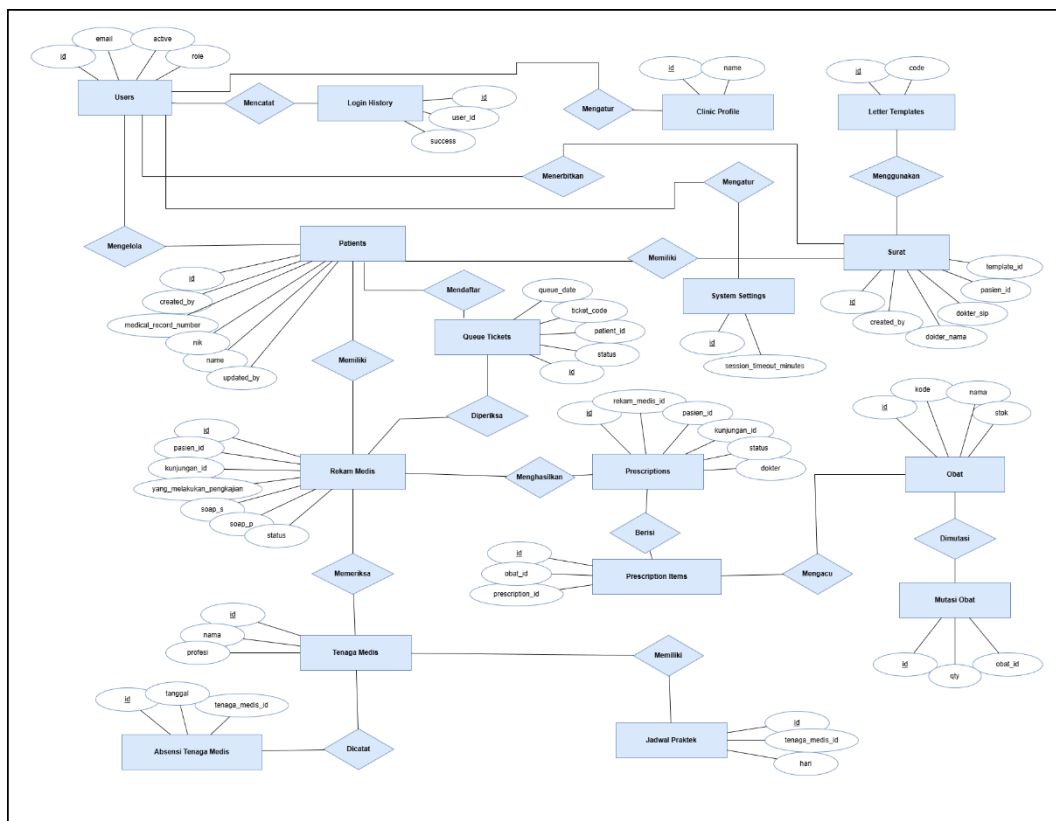 email
active
id
role
Users
Mencatat
Login History
id
user_id
success
Mengatur
id
name
Clinic Profile
id
code
Letter Templates
Menerbitkan
Mengatur
Menggunakan
Mengelola
Patients
Memiliki
Surat
id
created_by
medical_record_number
nik
name
updated_by
Mendaftar
queue_date
ticket_code
patient_id
status
id
Queue Tickets
System Settings
id
session_timeout_minutes
template_id
pasien_id
dokter_sip
dokter_nama
created_by
id
Memiliki
Diperiksa
id
pasien_id
kunjungan_id
yang_melakukan_pengkajian
soap_s
soap_p
status
Rekam Medis
Menghasilkan
id
rekam_medis_id
pasien_id
kunjungan_id
status
dokter
Prescriptions
id
kode
nama
stok
Obat
Berisi
Dimutasi
Memeriksa
id
obat_id
prescription_id
Prescription Items
Mengacu
Mutasi Obat
id
qty
obat_id
id
nama
profesi
Tenaga Medis
Memiliki
id
tanggal
tenaga_medis_id
Absensi Tenaga Medis
Dicatat
Jadwal Praktek
id
tenaga_medis_id
hari